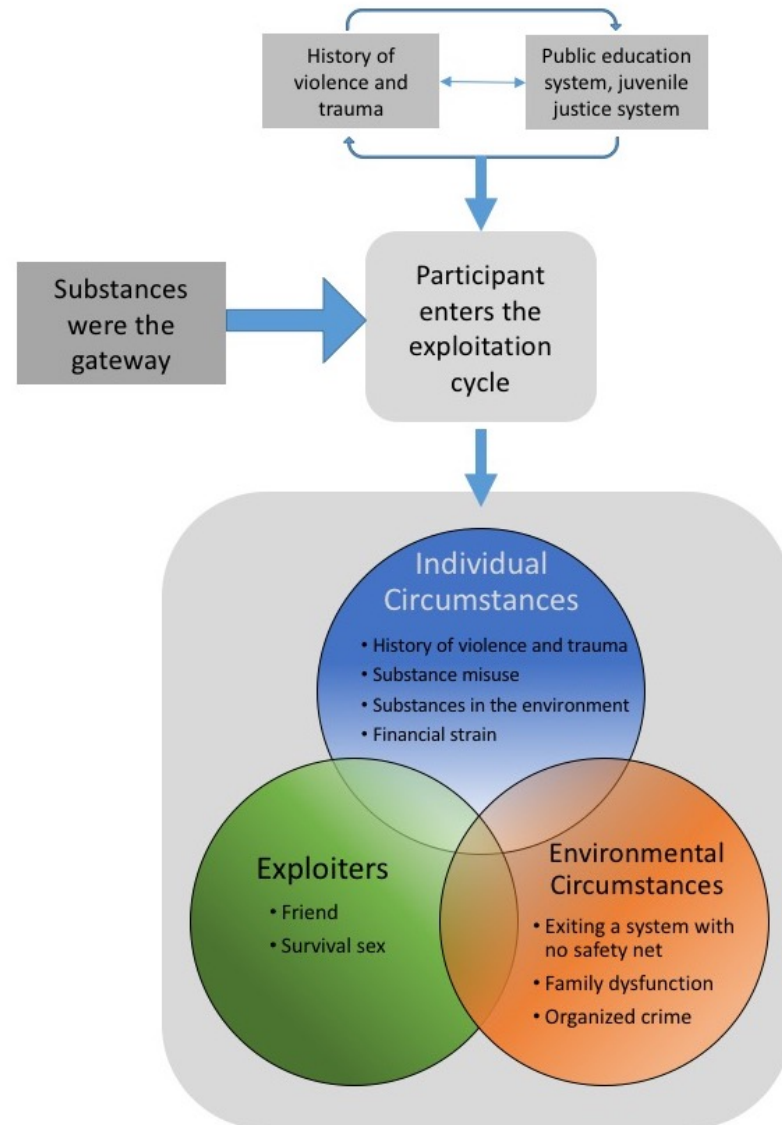 History of
violence and
trauma
Public education
system, juvenile
justice system
Substances
were the
gateway
Participant
enters the
exploitation
cycle
Individual
Circumstances
• History of violence and trauma
• Substance misuse
• Substances in the environment
• Financial strain
Exploiters
• Friend
• Survival sex
Environmental
Circumstances
• Exiting a system with
no safety net
• Family dysfunction
• Organized crime